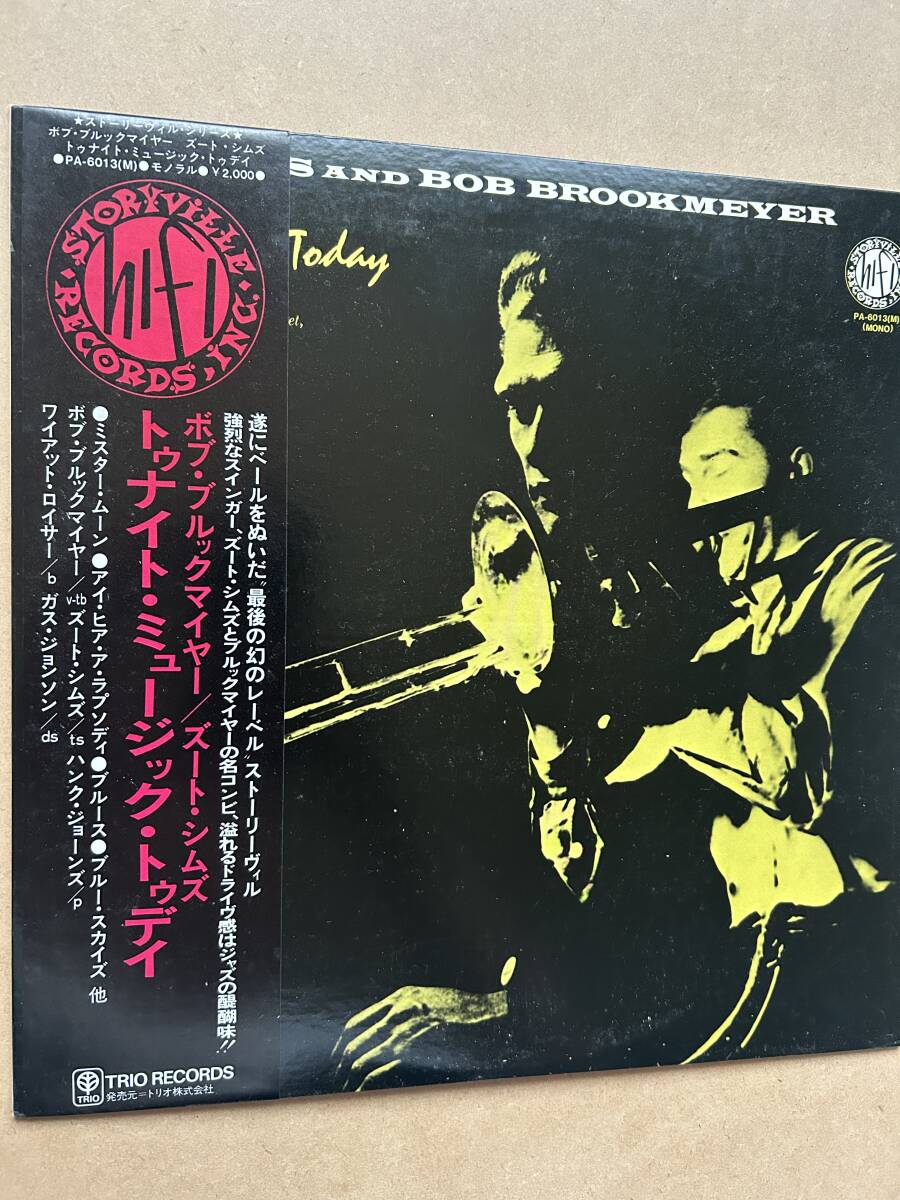 ★ストーリーヴィル・シリーズ★
ボブ・ブルックマイヤー ズート・シムズ
トゥナイト・ミュージック・トゥデイ
●PA-6013(M)●モノラル●¥2,000●
STORYVILLE
hifi
RECORDS, INC.
遂にベールをぬいだ"最後の幻のレーベル"ストーリーヴィル
強烈なスインガー、ズート・シムズとブルックマイヤーの名コンビ、溢れるドライヴ感はジャズの醍醐味!!
ボブ・ブルックマイヤー/ズート・シムズ
トゥナイト・ミュージック・トゥデイ
●ミスター・ムーン●アイ・ヒア・ア・ラプソディ●ブルース●ブルー・スカイズ 他
ボブ・ブルックマイヤー/v-tb ズート・シムズ/ts ハンク・ジョーンズ/p
ワイアット・ロイサー/b ガス・ジョンソン/ds
TRIO
TRIO RECORDS
発売元=トリオ株式会社
S AND BOB BROOKMEYER
Today
et,
STORYVILLE
hifi
RECORDS, IN
PA-6013(M)
(MONO)